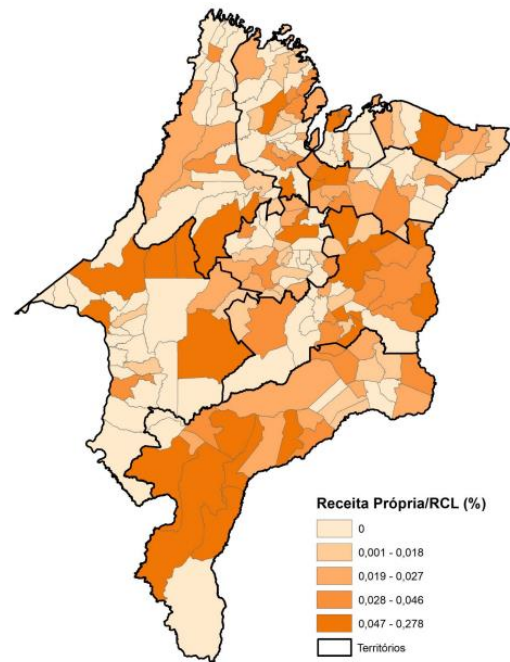 Receita Própria/RCL (%)
0
0,001 - 0,018
0,019 - 0,027
0,028 - 0,046
0,047 - 0,278
Territórios